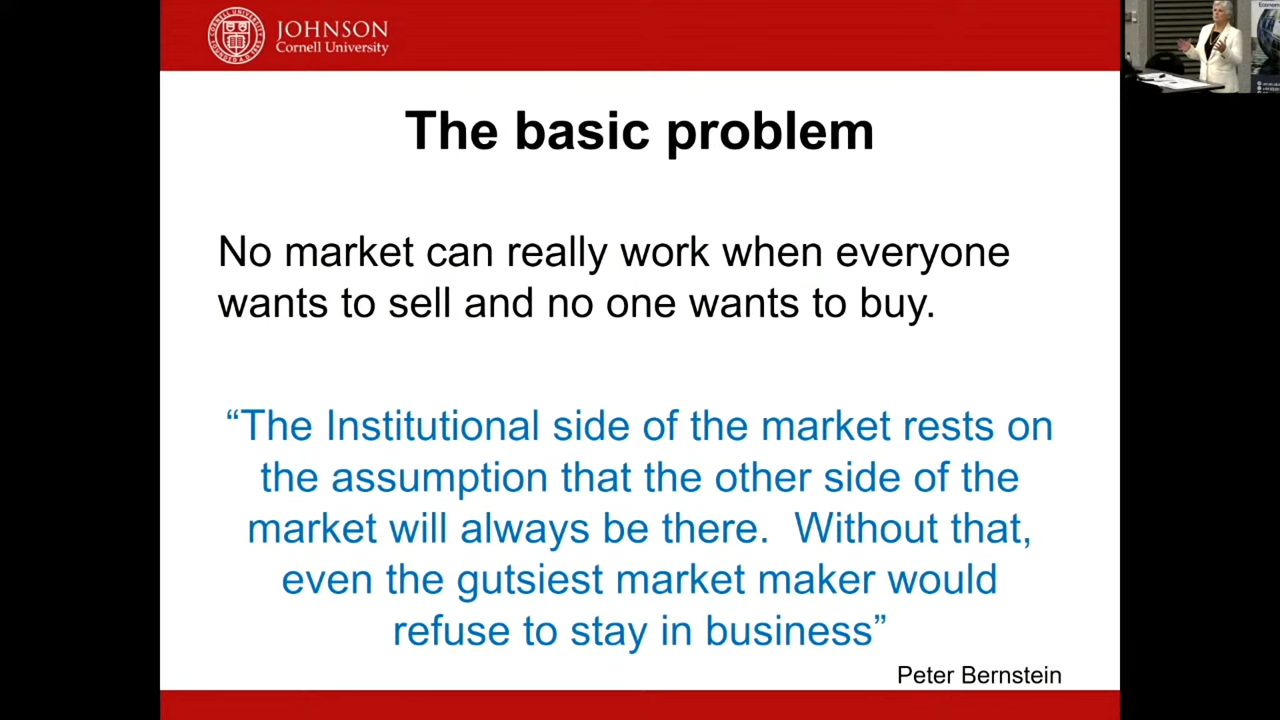 JOHNSON
Cornell University
The basic problem
No market can really work when everyone
wants to sell and no one wants to buy.
“The Institutional side of the market rests on
the assumption that the other side of the
market will always be there.  Without that,
even the gutsiest market maker would
refuse to stay in business”
Peter Bernstein